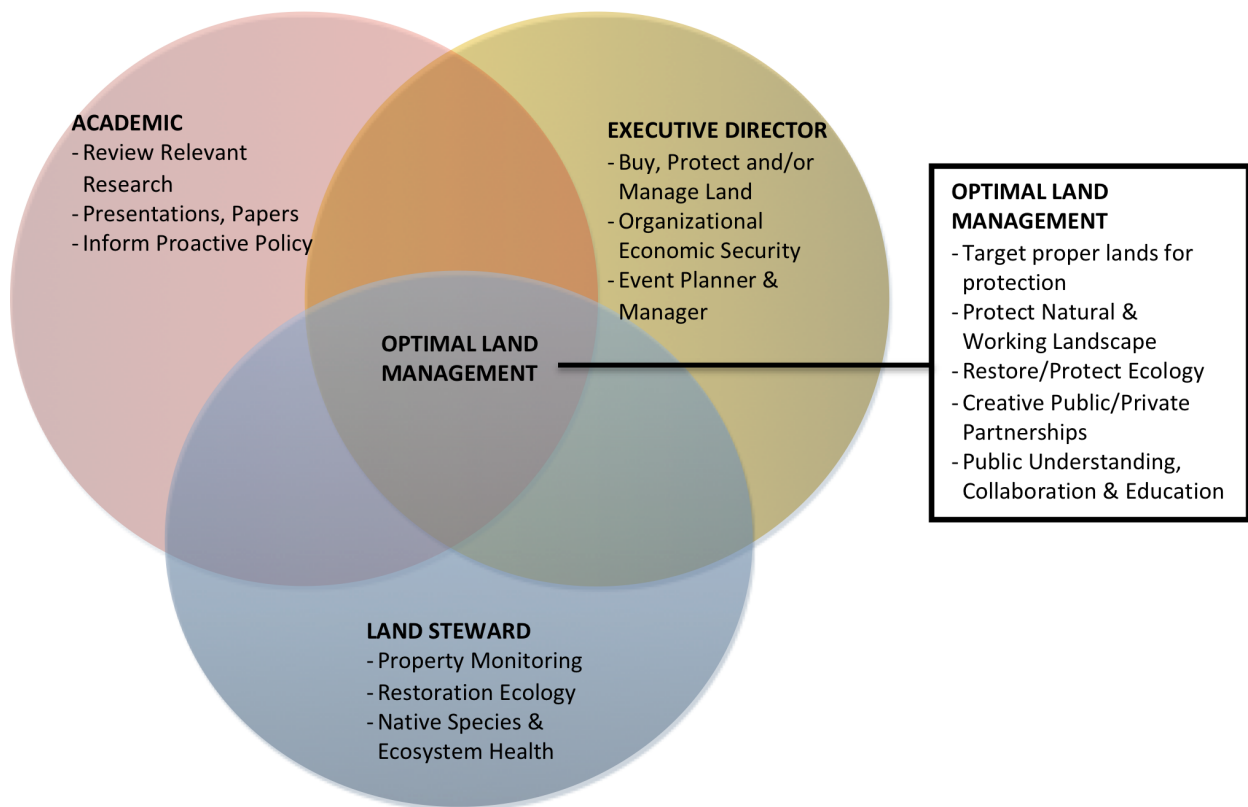 ACADEMIC
- Review Relevant
Research
- Presentations, Papers
- Inform Proactive Policy
EXECUTIVE DIRECTOR
- Buy, Protect and/or
Manage Land
- Organizational
Economic Security
- Event Planner &
Manager
OPTIMAL LAND
MANAGEMENT
OPTIMAL LAND
MANAGEMENT
- Target proper lands for
protection
- Protect Natural &
Working Landscape
- Restore/Protect Ecology
- Creative Public/Private
Partnerships
- Public Understanding,
Collaboration & Education
LAND STEWARD
- Property Monitoring
- Restoration Ecology
- Native Species &
Ecosystem Health